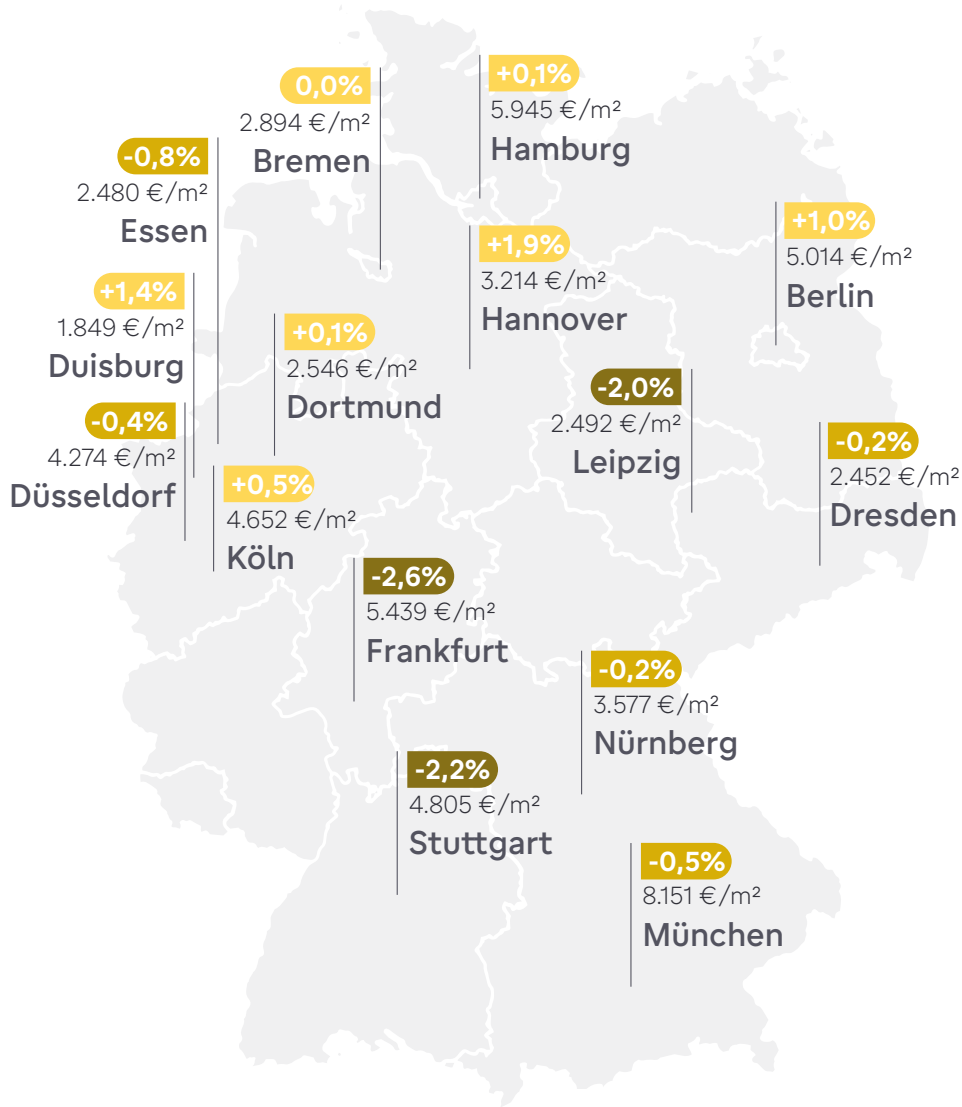 0,0%
2.894 €/m²
Bremen
+0,1%
5.945 €/m²
Hamburg
-0,8%
2.480 €/m²
Essen
+1,9%
3.214 €/m²
Hannover
+1,0%
5.014 €/m²
Berlin
+1,4%
1.849 €/m²
Duisburg
+0,1%
2.546 €/m²
Dortmund
-2,0%
2.492 €/m²
Leipzig
-0,4%
4.274 €/m²
Düsseldorf
-0,2%
2.452 €/m²
Dresden
+0,5%
4.652 €/m²
Köln
-2,6%
5.439 €/m²
Frankfurt
-0,2%
3.577 €/m²
Nürnberg
-2,2%
4.805 €/m²
Stuttgart
-0,5%
8.151 €/m²
München